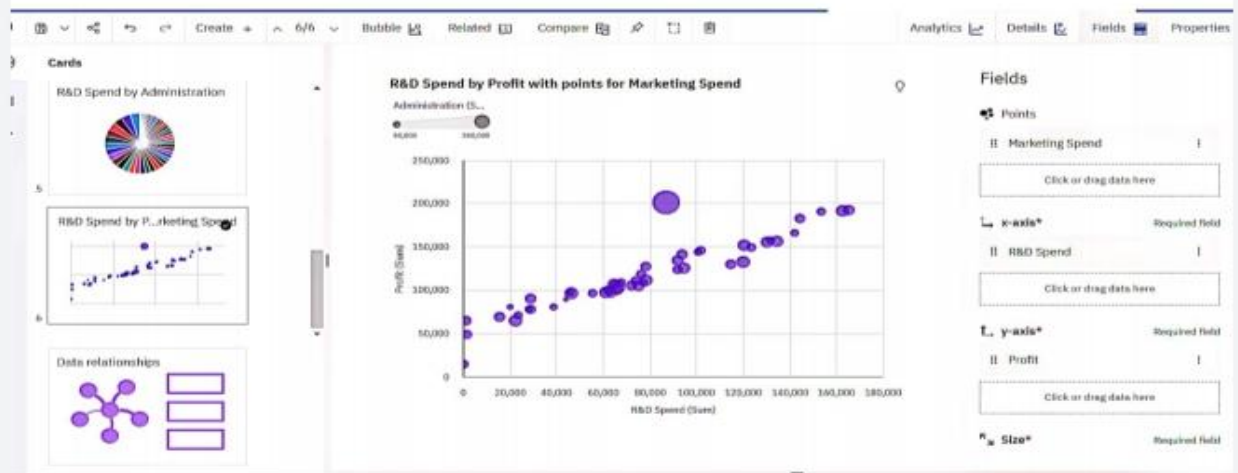 Create +
6/6
Bubble
Related
Compare
Analytics
Details
Fields
Properties
Cards
R&D Spend by Administration
5
R&D Spend by P...rketing Spend
6
Data relationships
R&D Spend by Profit with points for Marketing Spend
Administration (S...
Profit (Sum)
250,000
200,000
150,000
100,000
50,000
0
0 20,000 40,000 60,000 80,000 100,000 120,000 140,000 160,000 180,000
R&D Spend (Sum)
Fields
Points
Marketing Spend
Click or drag data here
x-axis* Required field
R&D Spend
Click or drag data here
y-axis* Required field
Profit
Click or drag data here
Size* Required field